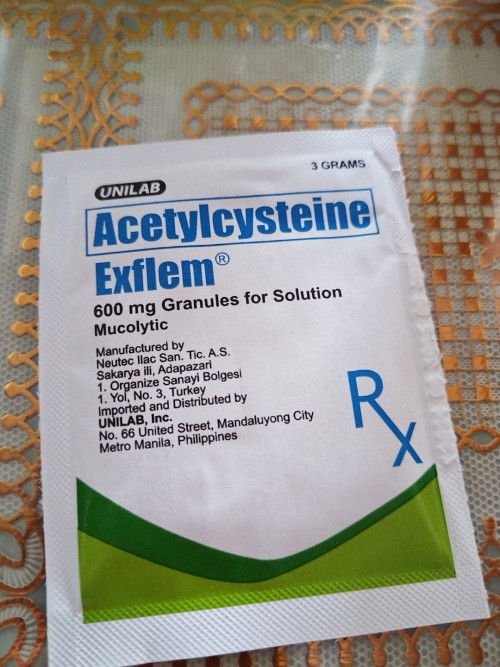 UNILAB
3 GRAMS
Acetylcysteine
Exflem®
600 mg Granules for Solution
Mucolytic
Manufactured by
Neutec Ilac San. Tic. A.S.
Sakarya ili, Adapazari
1. Organize Sanayi Bolgesi
1. Yol, No. 3, Turkey
Imported and Distributed by
UNILAB, Inc.
No. 66 United Street, Mandaluyong City
Metro Manila, Philippines
Rx